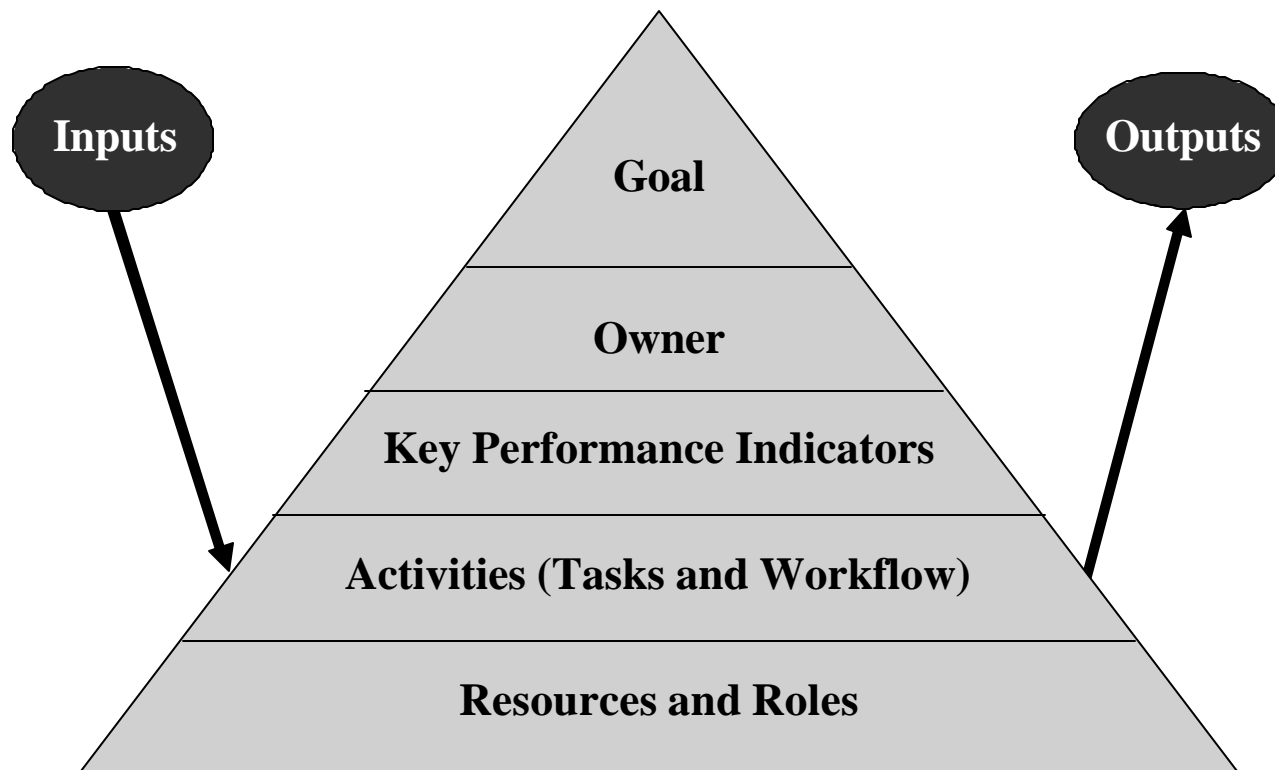 Inputs
Outputs
Goal
Owner
Key Performance Indicators
Activities (Tasks and Workflow)
Resources and Roles